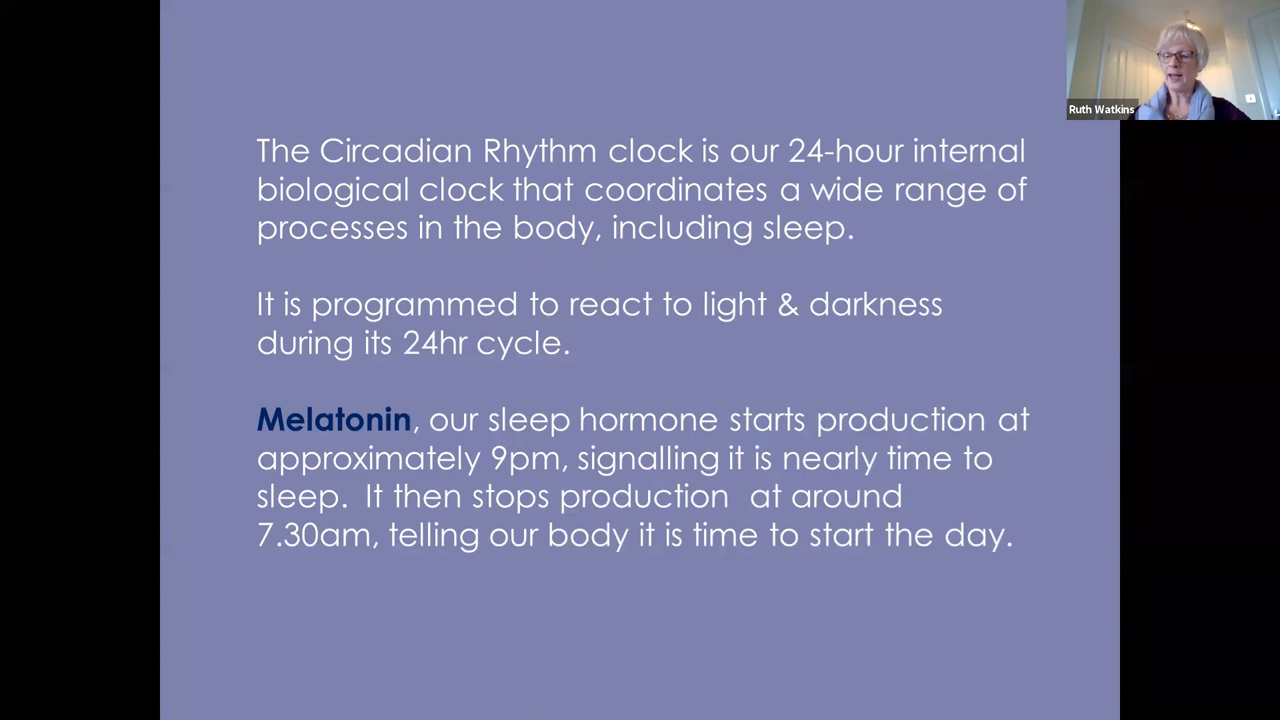 The Circadian Rhythm clock is our 24-hour internal
biological clock that coordinates a wide range of
processes in the body, including sleep.
It is programmed to react to light & darkness
during its 24hr cycle.
Melatonin, our sleep hormone starts production at
approximately 9pm, signalling it is nearly time to
sleep.  It then stops production  at around
7.30am, telling our body it is time to start the day.
Ruth Watkins